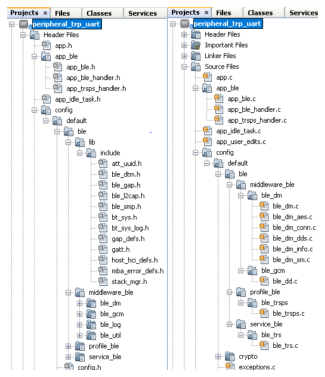 Projects × Files Classes Services
peripheral_trp_uart
Header Files
app.h
app_ble
app_ble.h
app_ble_handler.h
app_trsps_handler.h
app_idle_task.h
config
default
ble
lib
include
att_uuid.h
ble_dtm.h
ble_gap.h
ble_l2cap.h
ble_smp.h
bt_sys.h
bt_sys_log.h
gap_defs.h
gatt.h
host_hci_defs.h
mba_error_defs.h
stack_mgr.h
middleware_ble
ble_dm
ble_gcm
ble_log
ble_util
profile_ble
service_ble
config.h
Projects × Files Classes Services
peripheral_trp_uart
Header Files
Important Files
Linker Files
Source Files
app.c
app_ble
app_ble.c
app_ble_handler.c
app_trsps_handler.c
app_idle_task.c
app_user_edits.c
config
default
ble
middleware_ble
ble_dm
ble_dm.c
ble_dm_aes.c
ble_dm_conn.c
ble_dm_dds.c
ble_dm_info.c
ble_dm_sm.c
ble_gcm
ble_dd.c
profile_ble
ble_trsps
ble_trsps.c
service_ble
ble_trs
ble_trs.c
crypto
exceptions.c